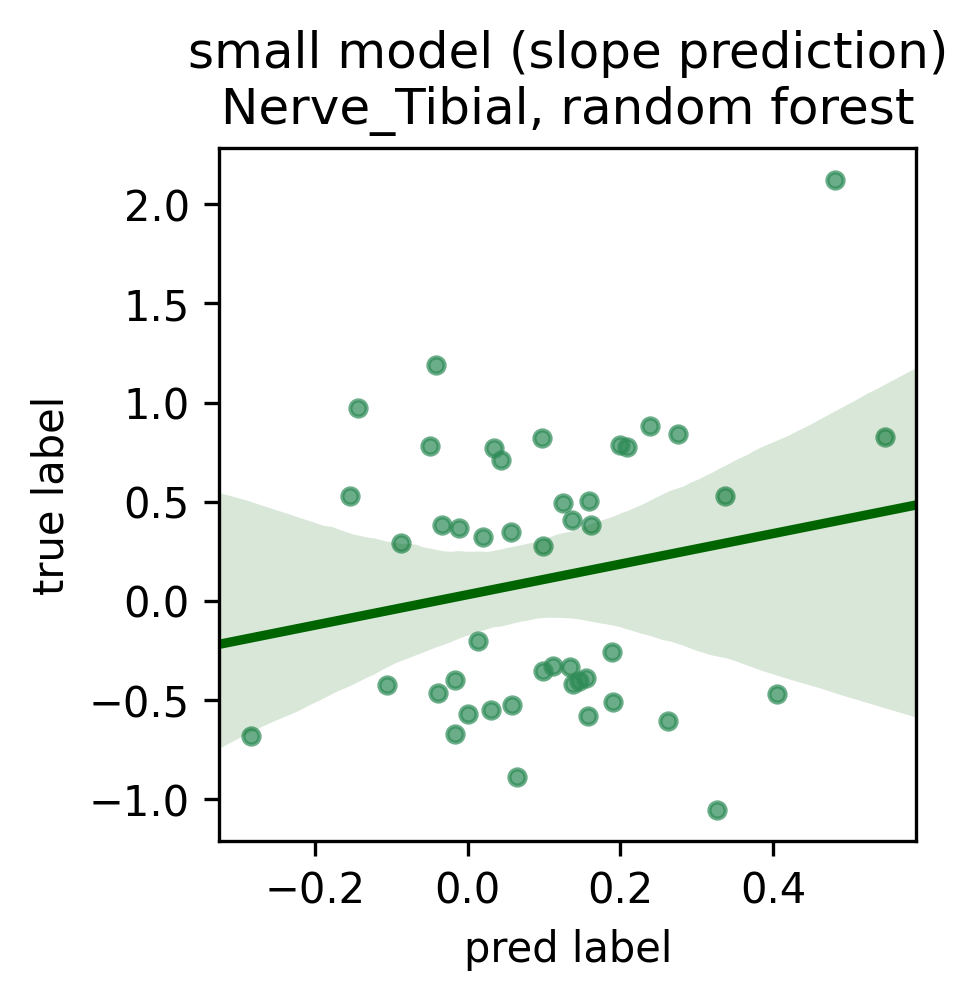 small model (slope prediction)
Nerve_Tibial, random forest
2.0
1.5
1.0
0.5
0.0
−0.5
−1.0
true label
−0.2
0.0
0.2
0.4
pred label